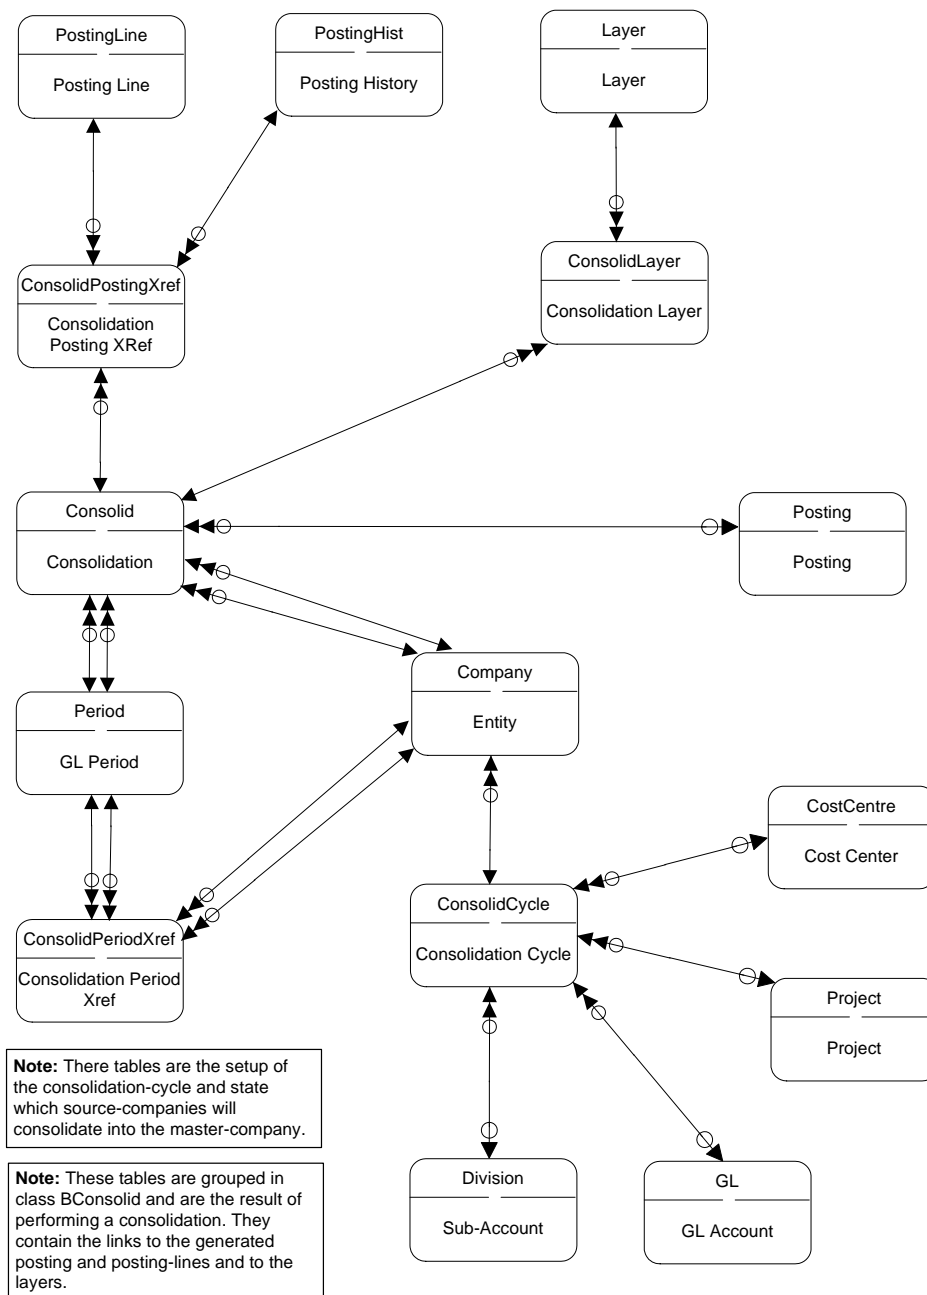 PostingLine
Posting Line
PostingHist
Posting History
Layer
Layer
ConsolidPostingXref
Consolidation
Posting XRef
ConsolidLayer
Consolidation Layer
Consolid
Consolidation
Posting
Posting
Company
Entity
Period
GL Period
CostCentre
Cost Center
ConsolidCycle
Consolidation Cycle
ConsolidPeriodXref
Consolidation Period
Xref
Project
Project
Note: There tables are the setup of
the consolidation-cycle and state
which source-companies will
consolidate into the master-company.
Division
Sub-Account
GL
GL Account
Note: These tables are grouped in
class BConsolid and are the result of
performing a consolidation. They
contain the links to the generated
posting and posting-lines and to the
layers.